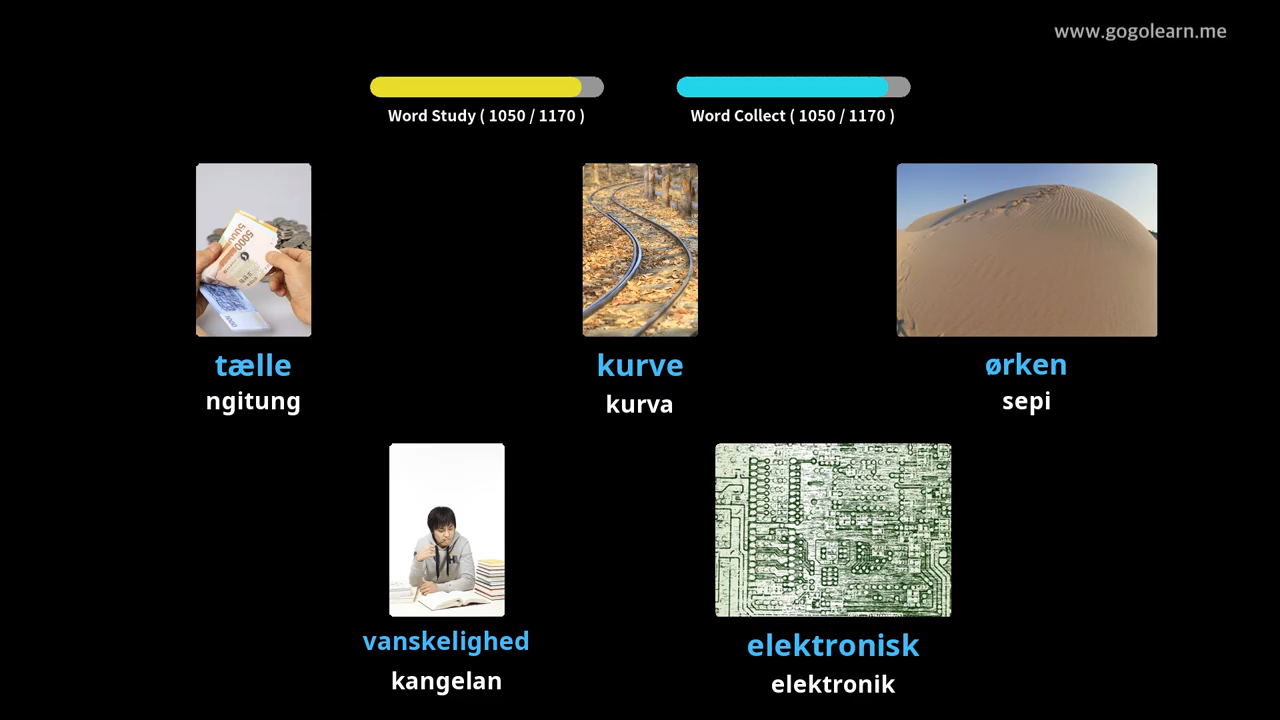 www.gogolearn.me
Word Study ( 1050 / 1170 )
Word Collect ( 1050 / 1170 )
tælle
ngitung
kurve
kurva
ørken
sepi
vanskelighed
kangelan
elektronisk
elektronik